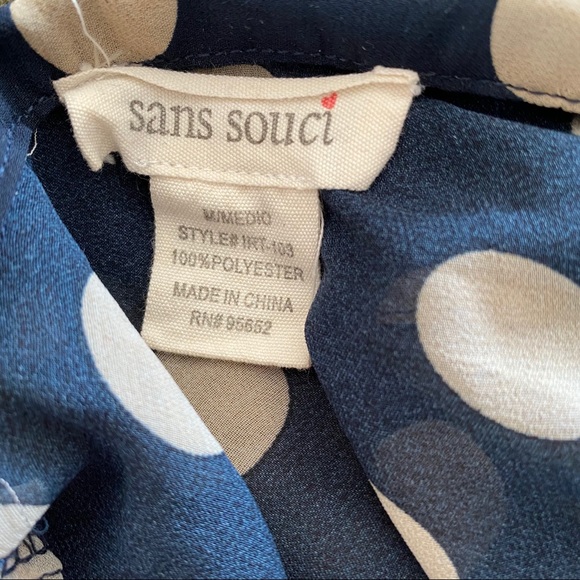 sans souci
M/MEDIO
STYLE# IRT-103
100%POLYESTER
MADE IN CHINA
RN# 95652